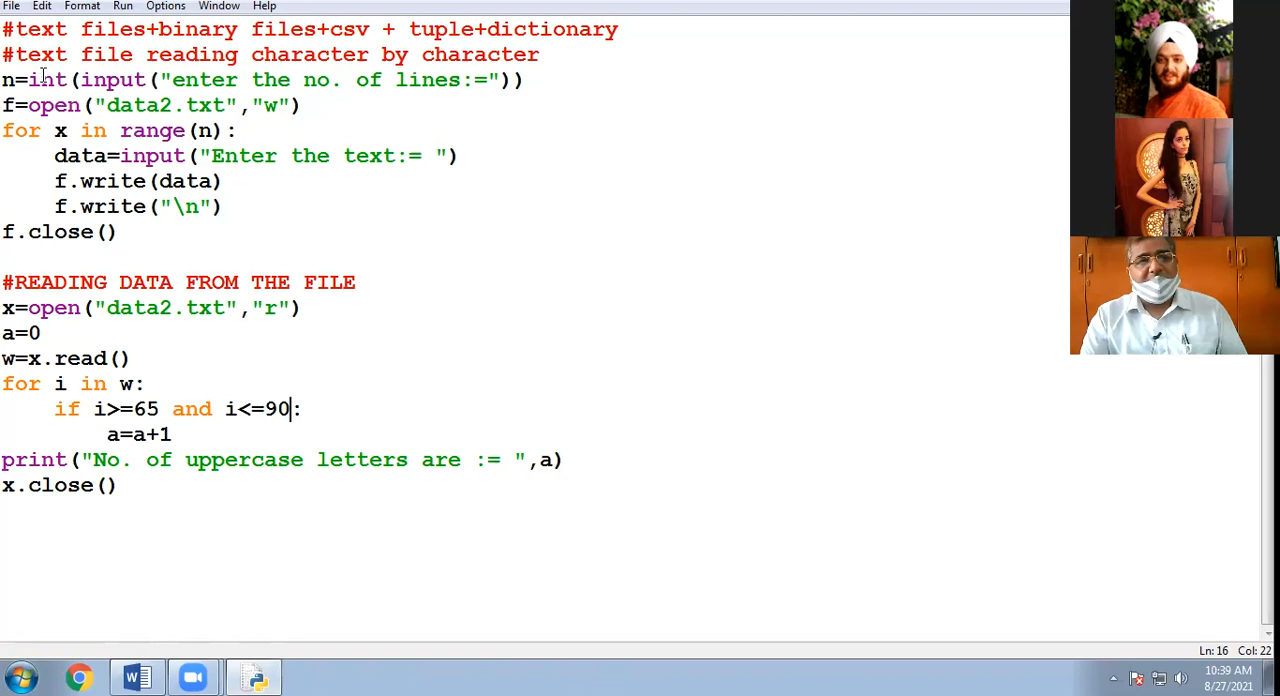 File Edit Format Run Options Window Help
#text files+binary files+csv + tuple+dictionary
#text file reading character by character
n=int(input("enter the no. of lines:="))
f=open("data2.txt","w")
for x in range(n):
    data=input("Enter the text:= ")
    f.write(data)
    f.write("\n")
f.close()
#READING DATA FROM THE FILE
x=open("data2.txt","r")
a=0
w=x.read()
for i in w:
    if i>=65 and i<=90:
        a=a+1
print("No. of uppercase letters are := ",a)
x.close()
Ln: 16 Col: 22
10:39 AM
8/27/2021